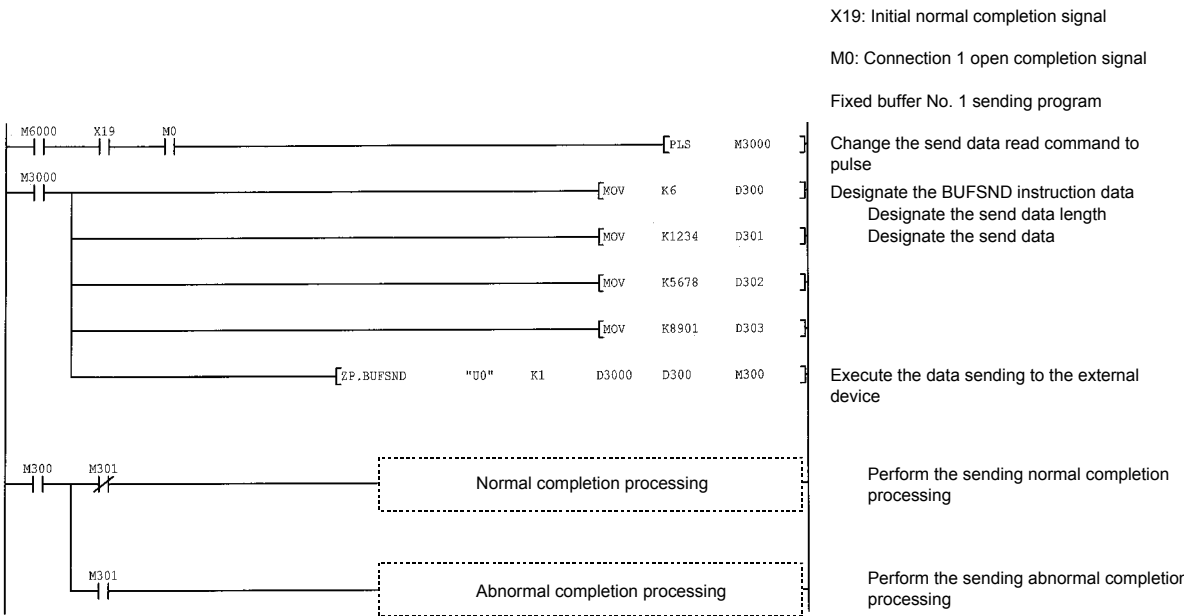 X19: Initial normal completion signal
M0: Connection 1 open completion signal
Fixed buffer No. 1 sending program
M6000 X19 M0
[PLS M3000 ]
Change the send data read command to
pulse
M3000
[MOV K6 D300 ]
Designate the BUFSND instruction data
Designate the send data length
[MOV K1234 D301 ]
Designate the send data
[MOV K5678 D302 ]
[MOV K8901 D303 ]
[ZP.BUFSND "U0" K1 D3000 D300 M300 ]
Execute the data sending to the external
device
M300 M301
Normal completion processing
Perform the sending normal completion
processing
M301
Abnormal completion processing
Perform the sending abnormal completion
processing